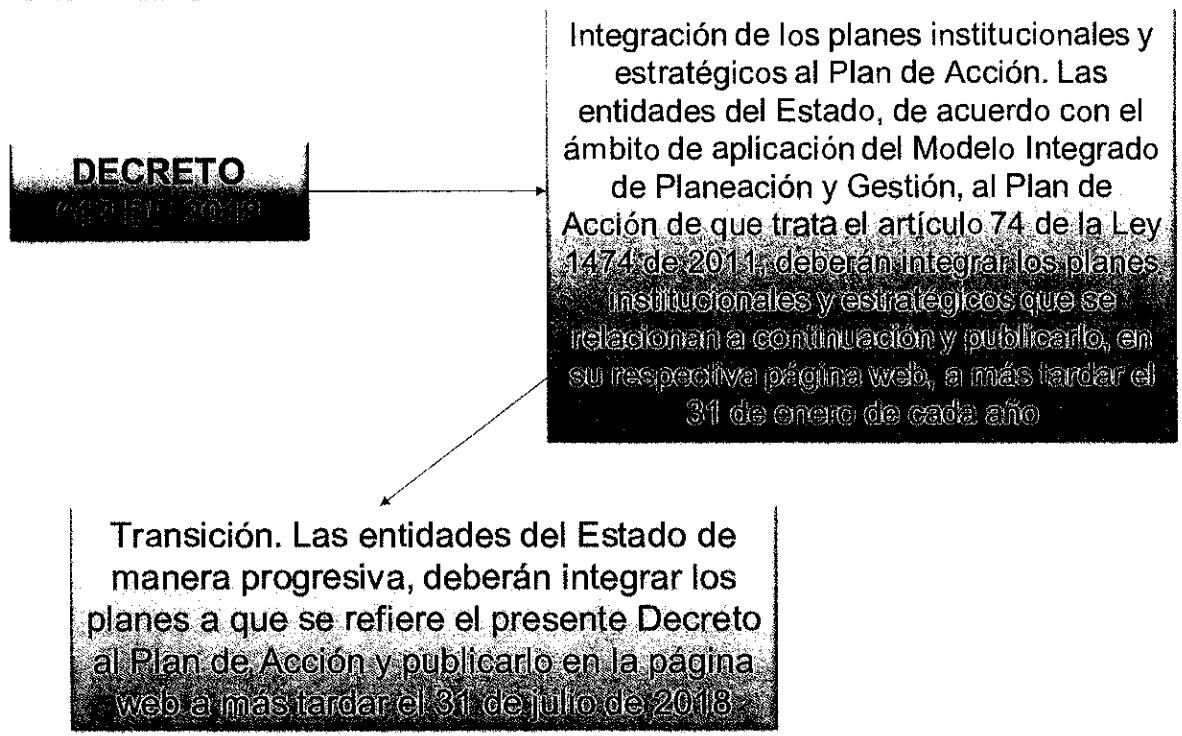 DECRETO
2018
Integración de los planes institucionales y
estratégicos al Plan de Acción. Las
entidades del Estado, de acuerdo con el
ámbito de aplicación del Modelo Integrado
de Planeación y Gestión, al Plan de
Acción de que trata el artículo 74 de la Ley
1474 de 2011, deberán integrar los planes
institucionales y estratégicos que se
relacionan a continuación y publicarlo, en
su respectiva página web, a más tardar el
31 de enero de cada año
Transición. Las entidades del Estado de
manera progresiva, deberán integrar los
planes a que se refiere el presente Decreto
al Plan de Acción y publicarlo en la página
web a más tardar el 31 de julio de 2018